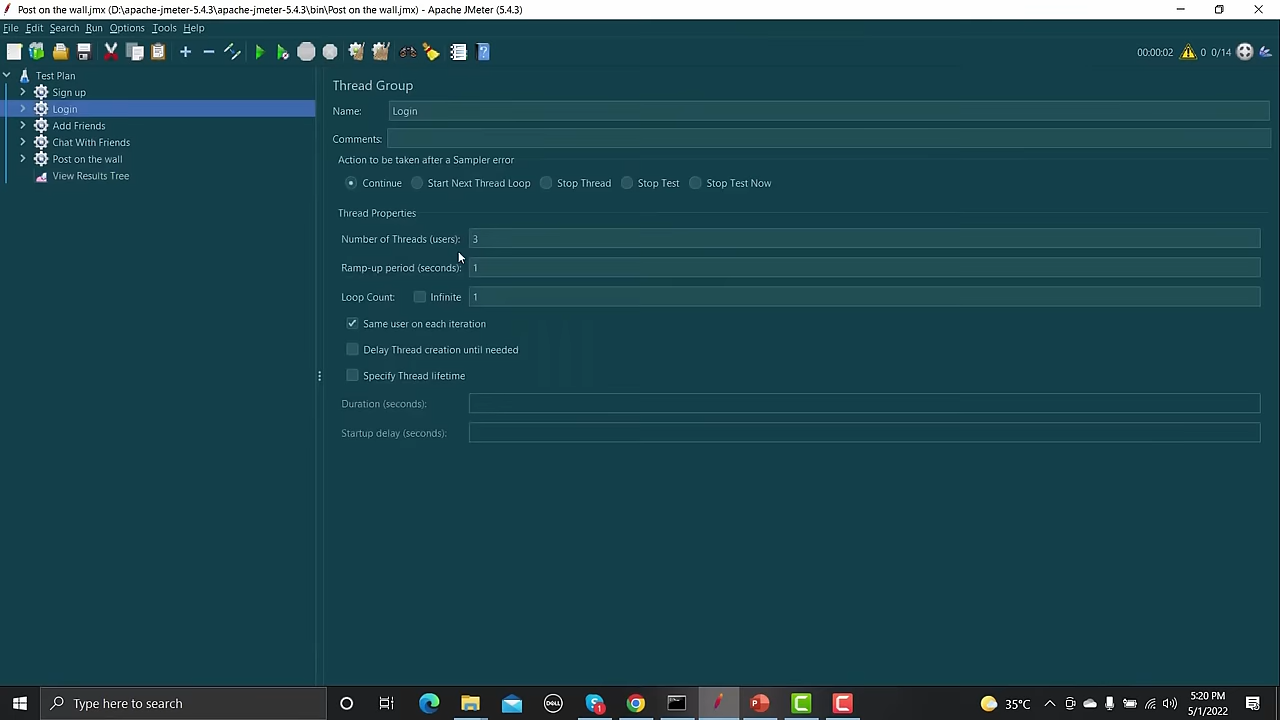 Post on the wall.jmx (D:\apache-jmeter-5.4.3\apache-jmeter-5.4.3\bin\Post on the wall.jmx) - Apache JMeter (5.4.3)
File Edit Search Run Options Tools Help
00:00:02 0 0/14
Test Plan
Sign up
Login
Add Friends
Chat With Friends
Post on the wall
View Results Tree
Thread Group
Name: Login
Comments:
Action to be taken after a Sampler error
Continue Start Next Thread Loop Stop Thread Stop Test Stop Test Now
Thread Properties
Number of Threads (users): 3
Ramp-up period (seconds): 1
Loop Count: Infinite 1
Same user on each iteration
Delay Thread creation until needed
Specify Thread lifetime
Duration (seconds):
Startup delay (seconds):
Type here to search
DELL
35°C
5:20 PM
5/1/2022